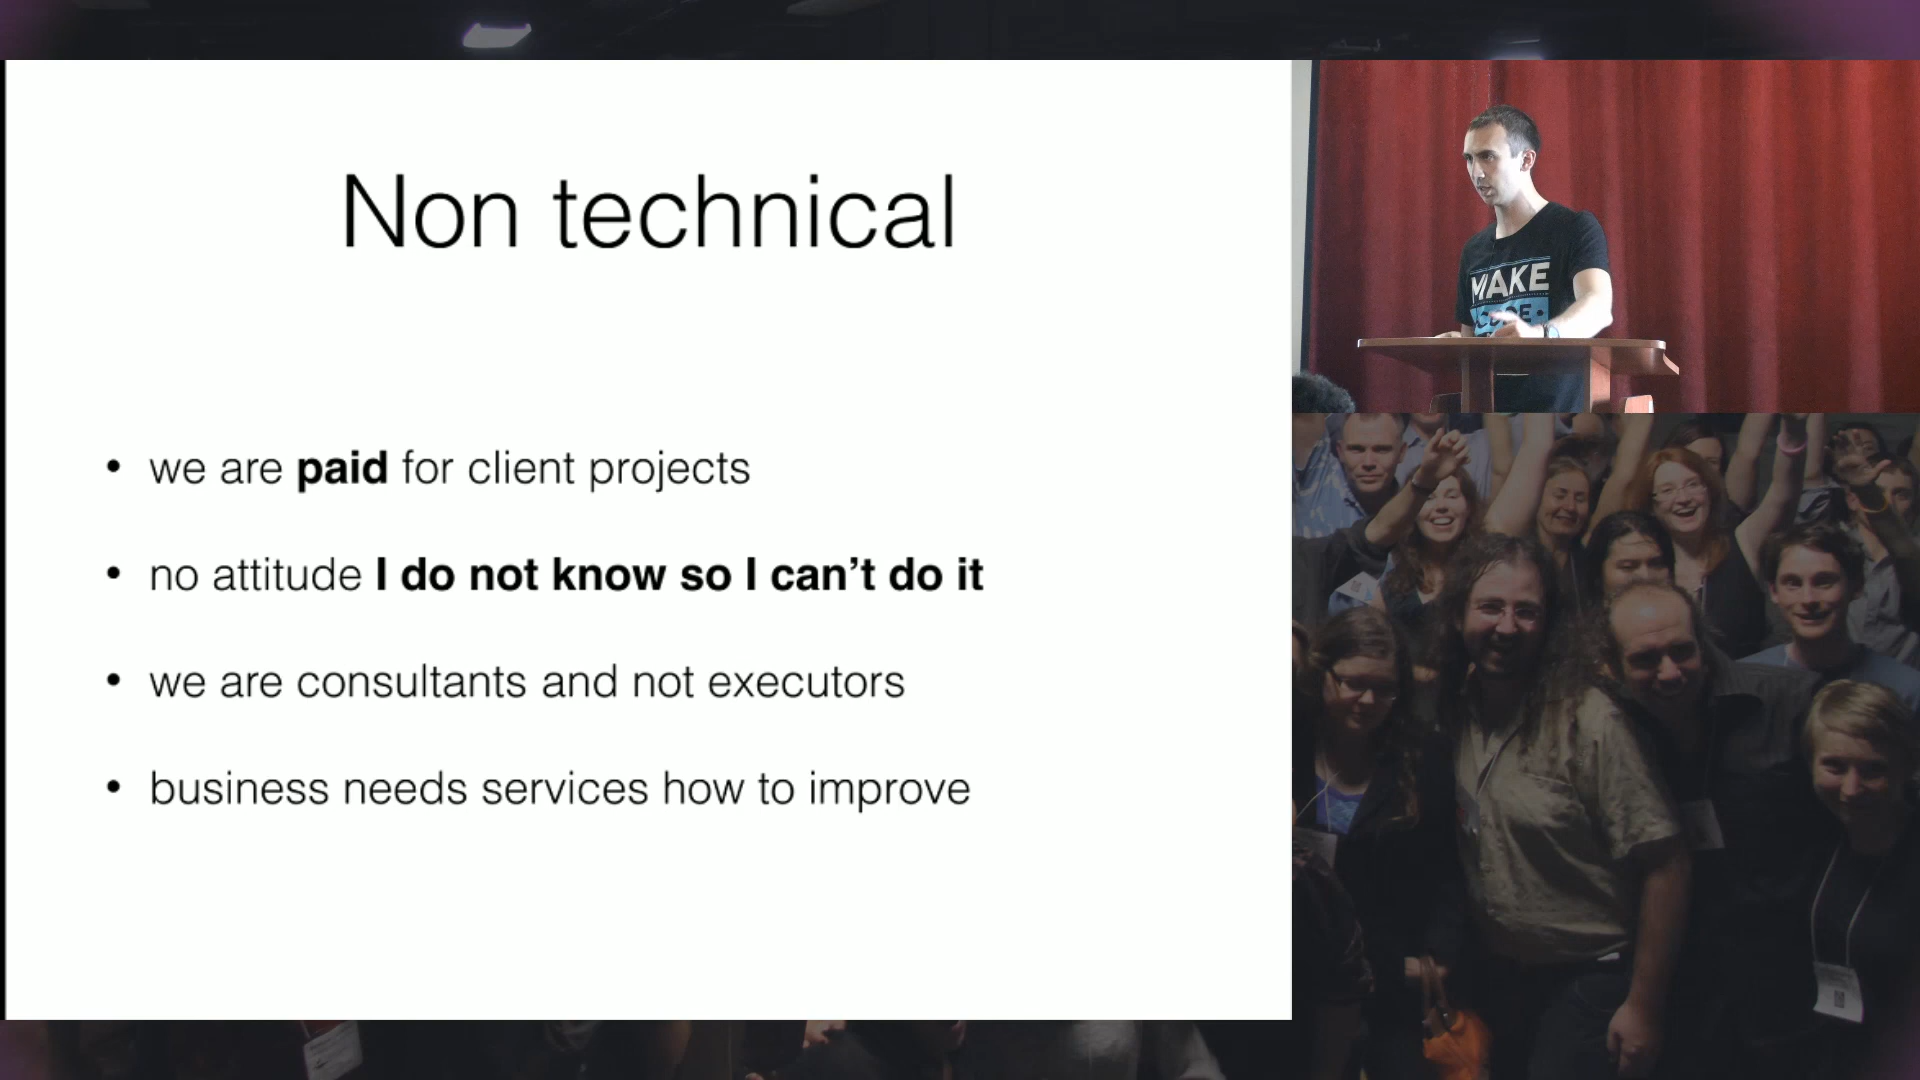 Non technical
• we are paid for client projects
• no attitude I do not know so I can't do it
• we are consultants and not executors
• business needs services how to improve
MAKE
CODE